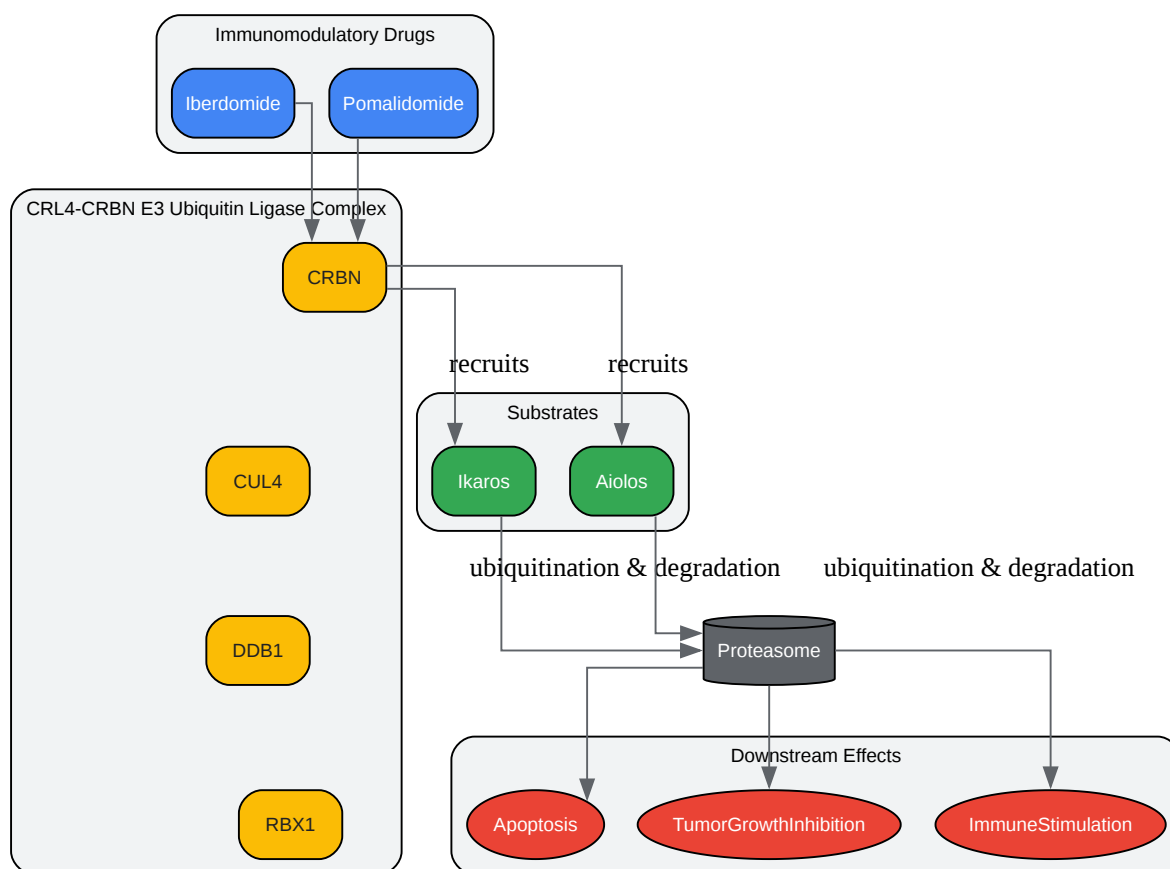 Immunomodulatory Drugs
Iberdomide
Pomalidomide
CRL4-CRBN E3 Ubiquitin Ligase Complex
CRBN
recruits
recruits
Substrates
Ikaros
Aiolos
CUL4
ubiquitination & degradation
ubiquitination & degradation
DDB1
Proteasome
Downstream Effects
RBX1
Apoptosis
TumorGrowthInhibition
ImmuneStimulation